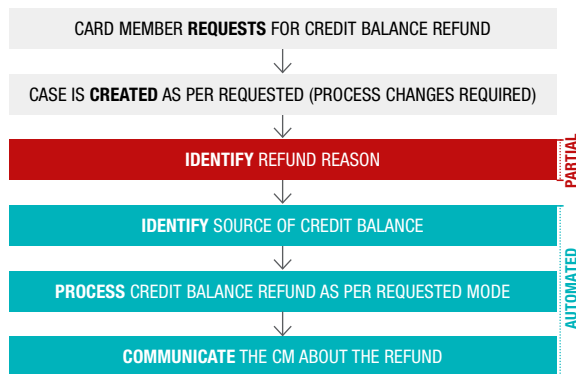 CARD MEMBER REQUESTS FOR CREDIT BALANCE REFUND
CASE IS CREATED AS PER REQUESTED (PROCESS CHANGES REQUIRED)
IDENTIFY REFUND REASON
PARTIAL
IDENTIFY SOURCE OF CREDIT BALANCE
PROCESS CREDIT BALANCE REFUND AS PER REQUESTED MODE
COMMUNICATE THE CM ABOUT THE REFUND
AUTOMATED